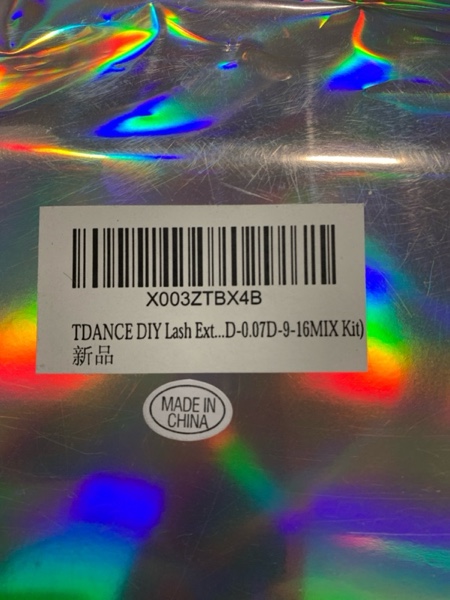 X003ZTBX4B
TDANCE DIY Lash Ext...D-0.07D-9-16MIX Kit)
新品
MADE IN
CHINA